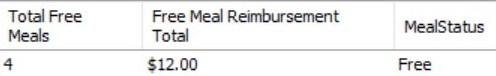 Total Free Meals
Free Meal Reimbursement Total
MealStatus
4
$12.00
Free